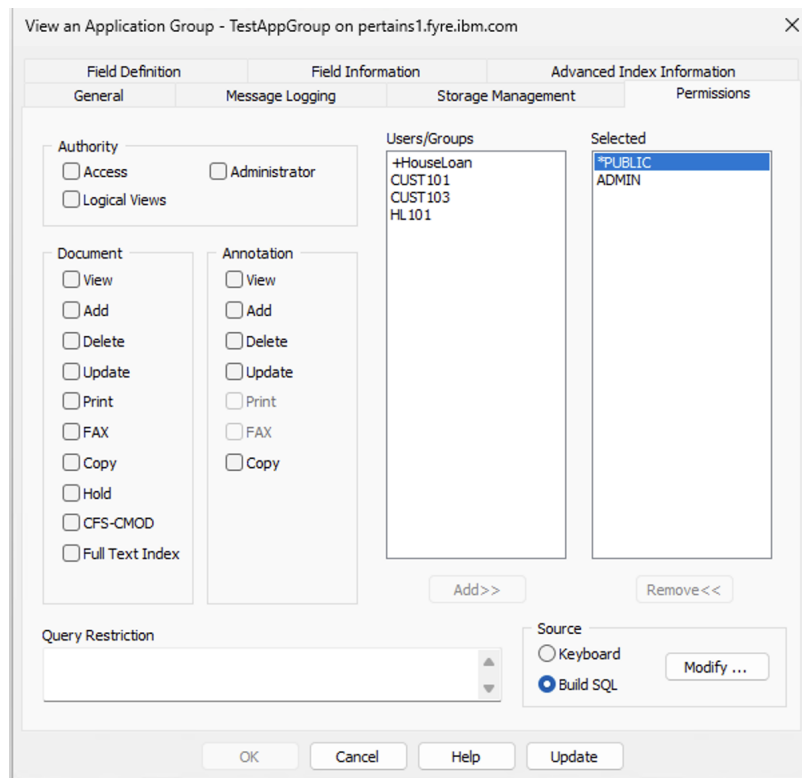 View an Application Group - TestAppGroup on pertains1.fyre.ibm.com
Field Definition Field Information Advanced Index Information
General Message Logging Storage Management Permissions
Authority
Access Administrator
Logical Views
Document
View
Add
Delete
Update
Print
FAX
Copy
Hold
CFS-CMOD
Full Text Index
Annotation
View
Add
Delete
Update
Print
FAX
Copy
Users/Groups
+HouseLoan
CUST101
CUST103
HL101
Add>>
Selected
*PUBLIC
ADMIN
Remove<<
Query Restriction
Source
Keyboard
Build SQL
Modify ...
OK Cancel Help Update